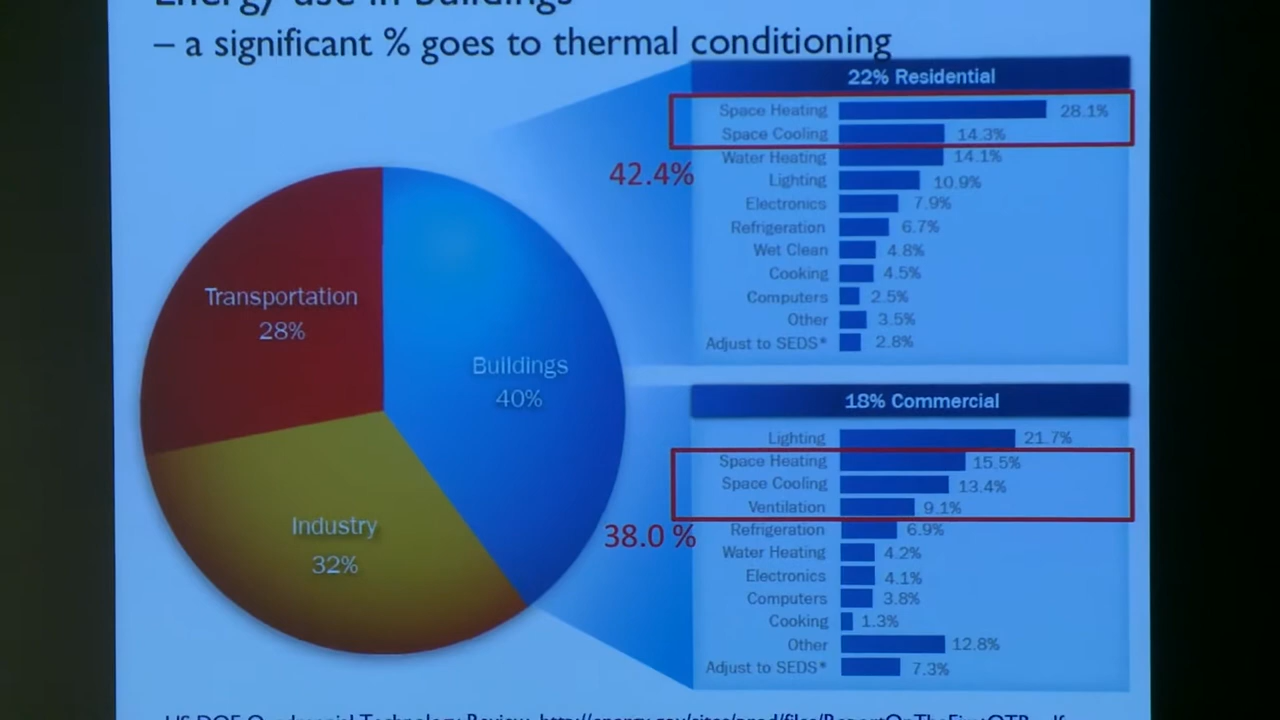 Energy use in Buildings
– a significant % goes to thermal conditioning
22% Residential
Space Heating 28.1%
Space Cooling 14.3%
42.4%
Water Heating 14.1%
Lighting 10.9%
Electronics 7.9%
Refrigeration 6.7%
Wet Clean 4.8%
Cooking 4.5%
Computers 2.5%
Other 3.5%
Adjust to SEDS* 2.8%
Transportation
28%
Buildings
40%
Industry
32%
18% Commercial
Lighting 21.7%
Space Heating 15.5%
Space Cooling 13.4%
Ventilation 9.1%
38.0 %
Refrigeration 6.9%
Water Heating 4.2%
Electronics 4.1%
Computers 3.8%
Cooking 1.3%
Other 12.8%
Adjust to SEDS* 7.3%
US DOE Technology Review